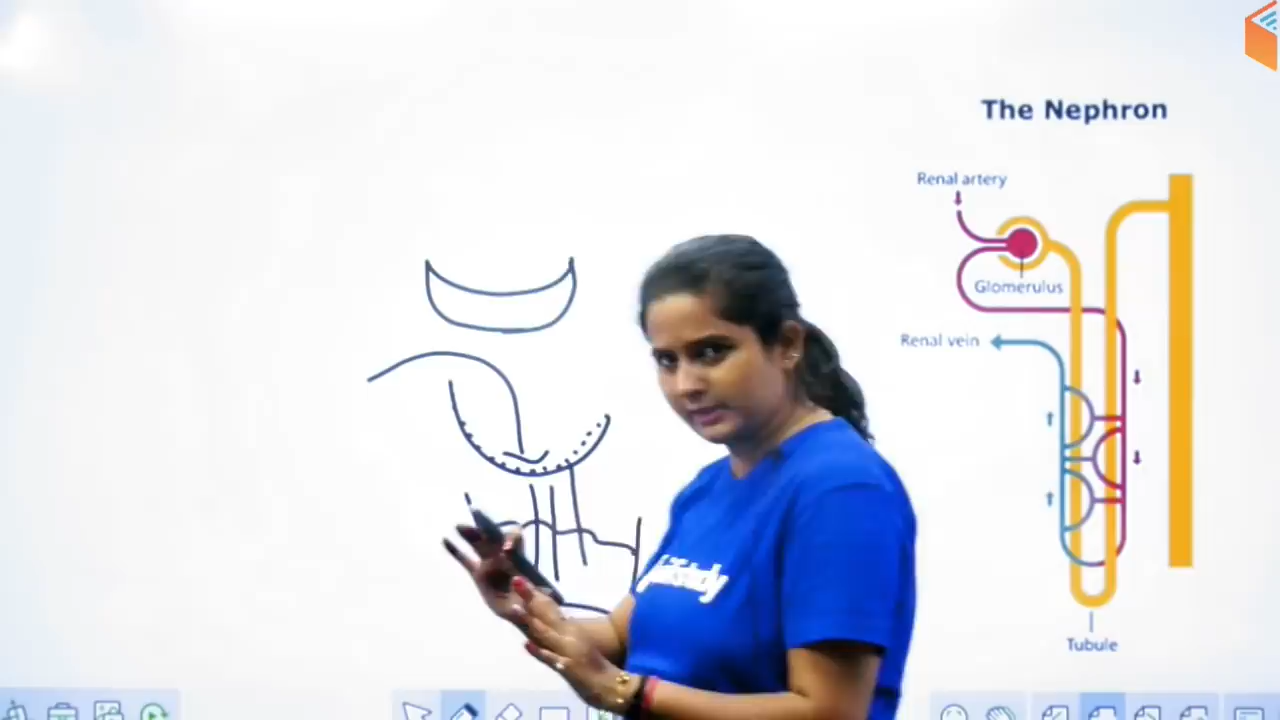 The Nephron
Renal artery
Glomerulus
Renal vein
Tubule